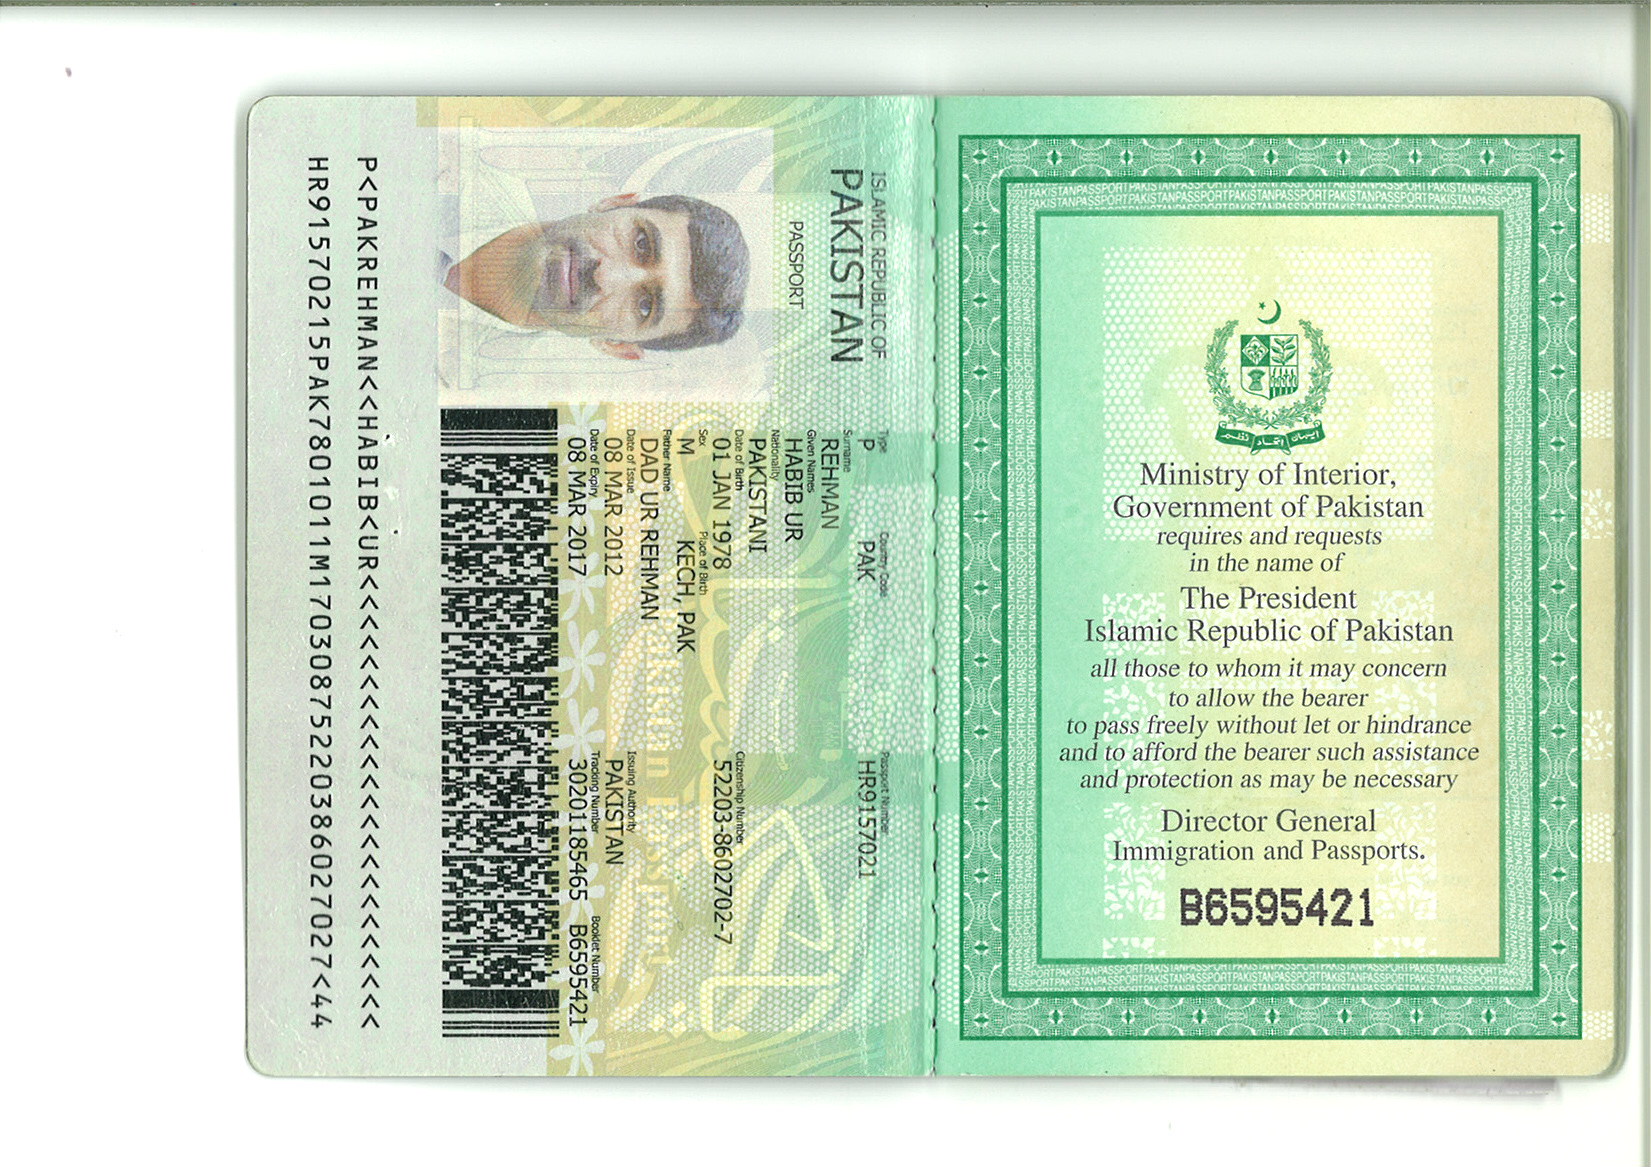 ISLAMIC REPUBLIC OF
PAKISTAN
PASSPORT
Type Country Code Passport Number
P PAK HR9157021
Surname
REHMAN
Given Names
HABIB UR
Nationality
PAKISTANI
Date of Birth Citizenship Number
01 JAN 1978 52203-8602702-7
Sex Place of Birth
M KECH, PAK
Father Name
DAD UR REHMAN
Date of Issue Issuing Authority
08 MAR 2012 PAKISTAN
Date of Expiry Tracking Number Booklet Number
08 MAR 2017 30201185465 B6595421
P<PAKREHMAN<<HABIB<UR<<<<<<<<<<<<<<<<<<<<<<<
HR91570215PAK7801011M17030875220386027027<44
ایمان اتحاد نظم
Ministry of Interior,
Government of Pakistan
requires and requests
in the name of
The President
Islamic Republic of Pakistan
all those to whom it may concern
to allow the bearer
to pass freely without let or hindrance
and to afford the bearer such assistance
and protection as may be necessary
Director General
Immigration and Passports.
B6595421